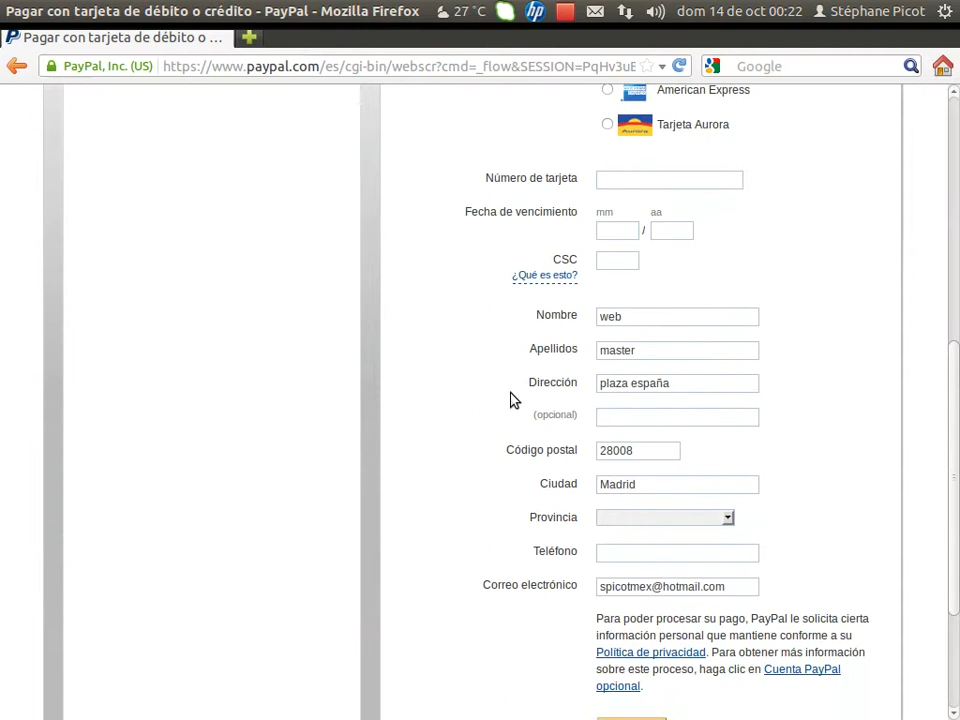 Pagar con tarjeta de débito o crédito - PayPal - Mozilla Firefox
27 °C
hp
dom 14 de oct 00:22
Stéphane Picot
Pagar con tarjeta de débito o ...
PayPal, Inc. (US)
https://www.paypal.com/es/cgi-bin/webscr?cmd=_flow&SESSION=PqHv3uE
Google
American Express
Aurora
Tarjeta Aurora
Número de tarjeta
Fecha de vencimiento
mm
aa
/
CSC
¿Qué es esto?
Nombre
web
Apellidos
master
Dirección
plaza españa
(opcional)
Código postal
28008
Ciudad
Madrid
Provincia
Teléfono
Correo electrónico
spicotmex@hotmail.com
Para poder procesar su pago, PayPal le solicita cierta
información personal que mantiene conforme a su
Política de privacidad. Para obtener más información
sobre este proceso, haga clic en Cuenta PayPal
opcional.